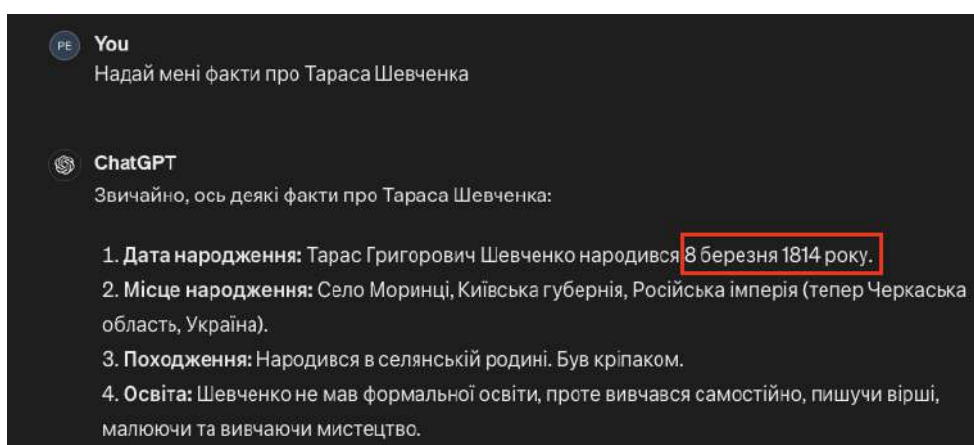 PE You
Надай мені факти про Тараса Шевченка
ChatGPT
Звичайно, ось деякі факти про Тараса Шевченка:
1. Дата народження: Тарас Григорович Шевченко народився 8 березня 1814 року.
2. Місце народження: Село Моринці, Київська губернія, Російська імперія (тепер Черкаська
область, Україна).
3. Походження: Народився в селянській родині. Був кріпаком.
4. Освіта: Шевченко не мав формальної освіти, проте вивчався самостійно, пишучи вірші,
малюючи та вивчаючи мистецтво.